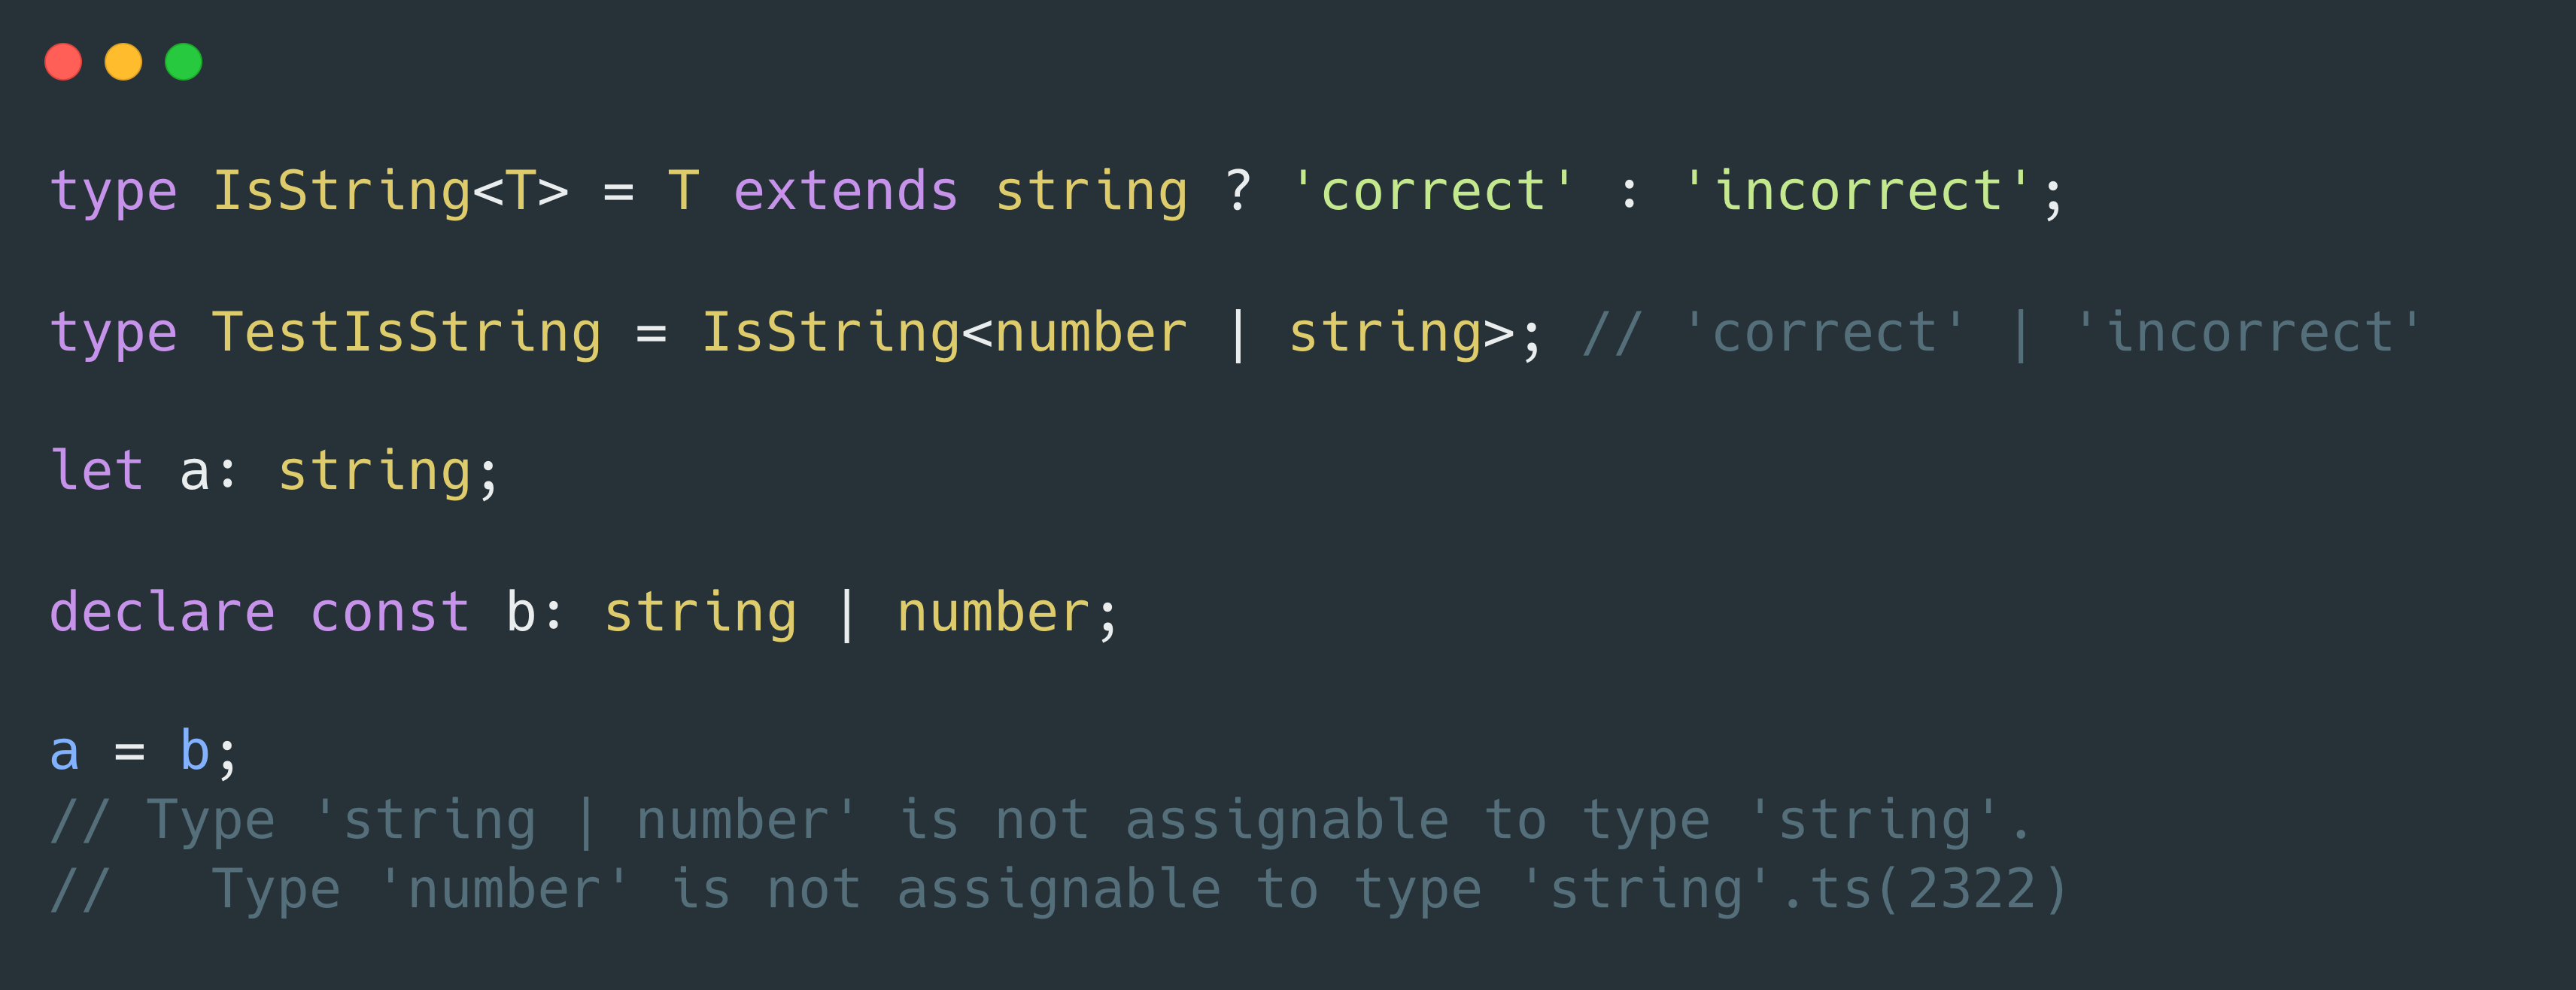 type IsString<T> = T extends string ? 'correct' : 'incorrect';
type TestIsString = IsString<number | string>; // 'correct' | 'incorrect'
let a: string;
declare const b: string | number;
a = b;
// Type 'string | number' is not assignable to type 'string'.
//   Type 'number' is not assignable to type 'string'.ts(2322)